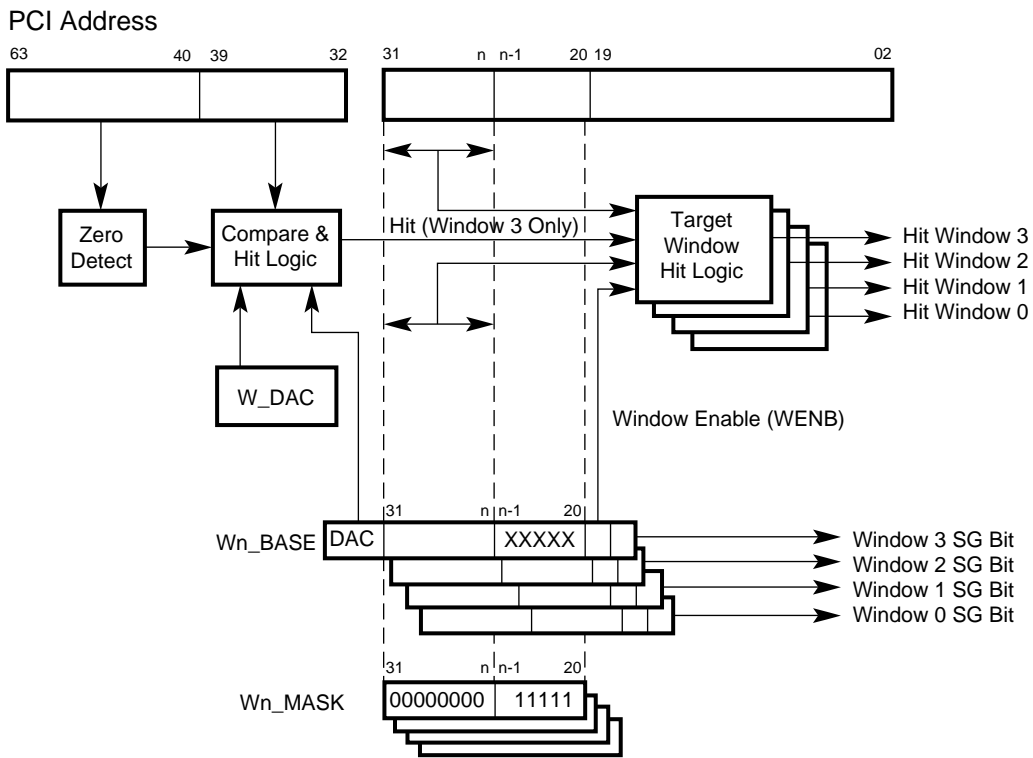 PCI Address
63 40 39 32 31 n n-1 20 19 02
Zero
Detect
Compare &
Hit Logic
Hit (Window 3 Only)
Target
Window
Hit Logic
Hit Window 3
Hit Window 2
Hit Window 1
Hit Window 0
W_DAC
Window Enable (WENB)
31 n n-1 20
Wn_BASE DAC XXXXX
Window 3 SG Bit
Window 2 SG Bit
Window 1 SG Bit
Window 0 SG Bit
31 n n-1 20
Wn_MASK 00000000 11111